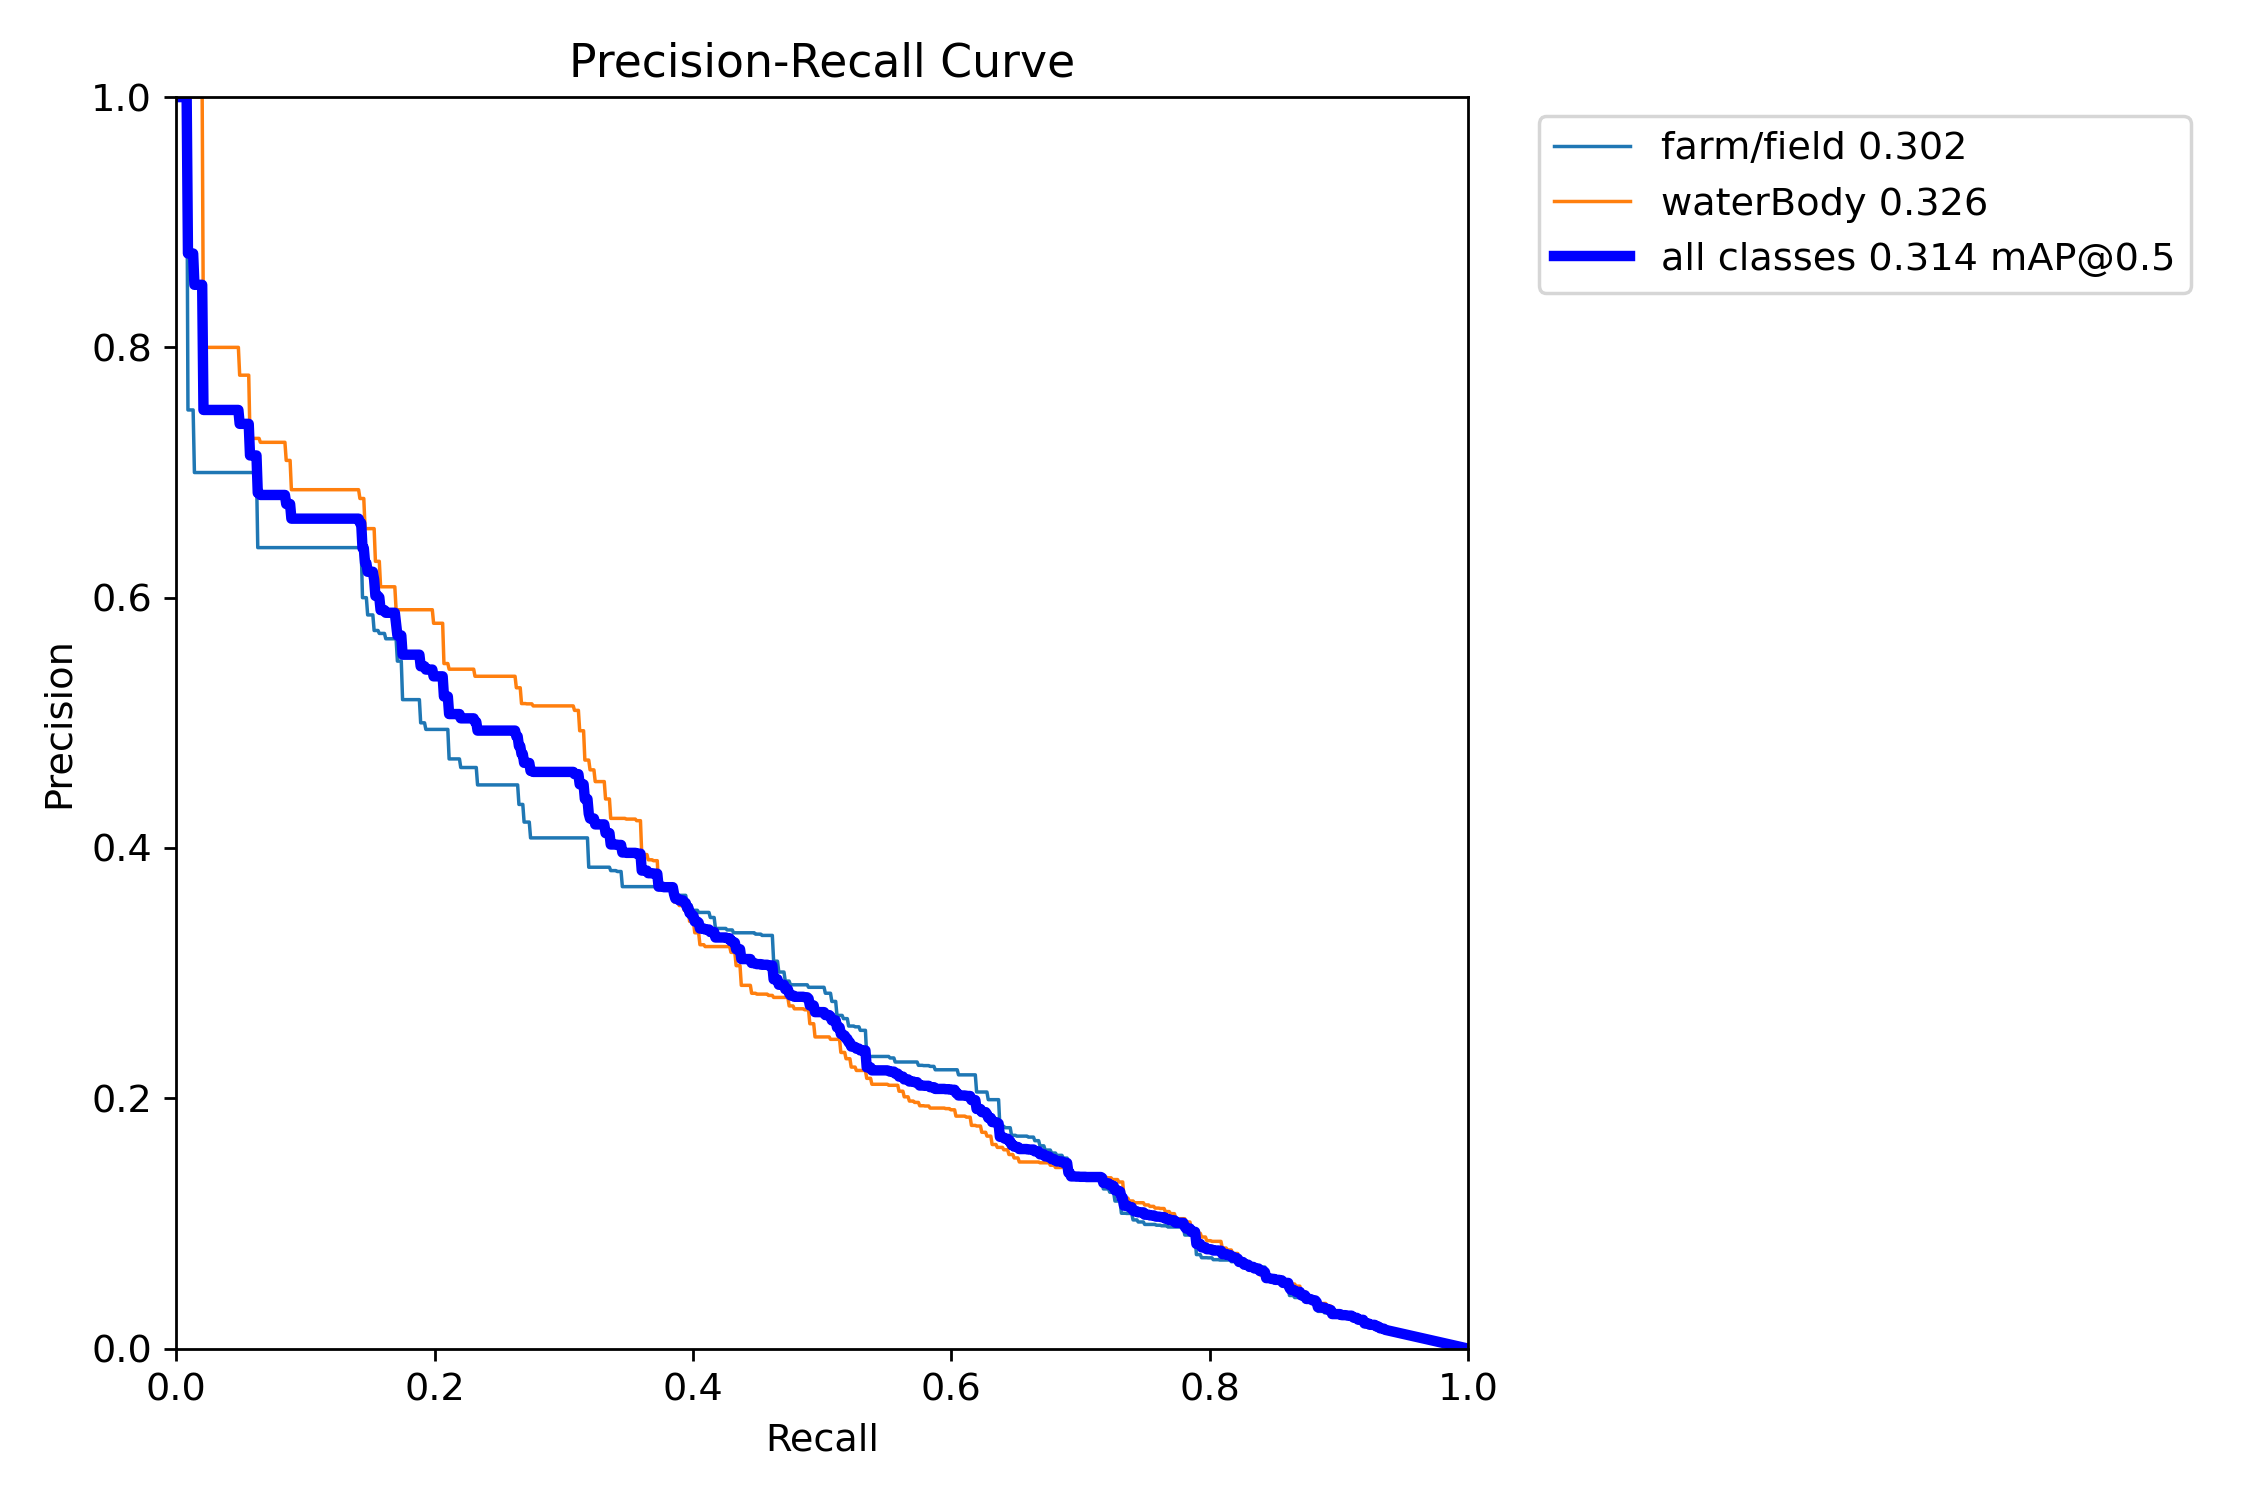 Precision-Recall Curve
1.0
0.8
0.6
0.4
0.2
0.0
Precision
0.0 0.2 0.4 0.6 0.8 1.0
Recall
farm/field 0.302
waterBody 0.326
all classes 0.314 mAP@0.5